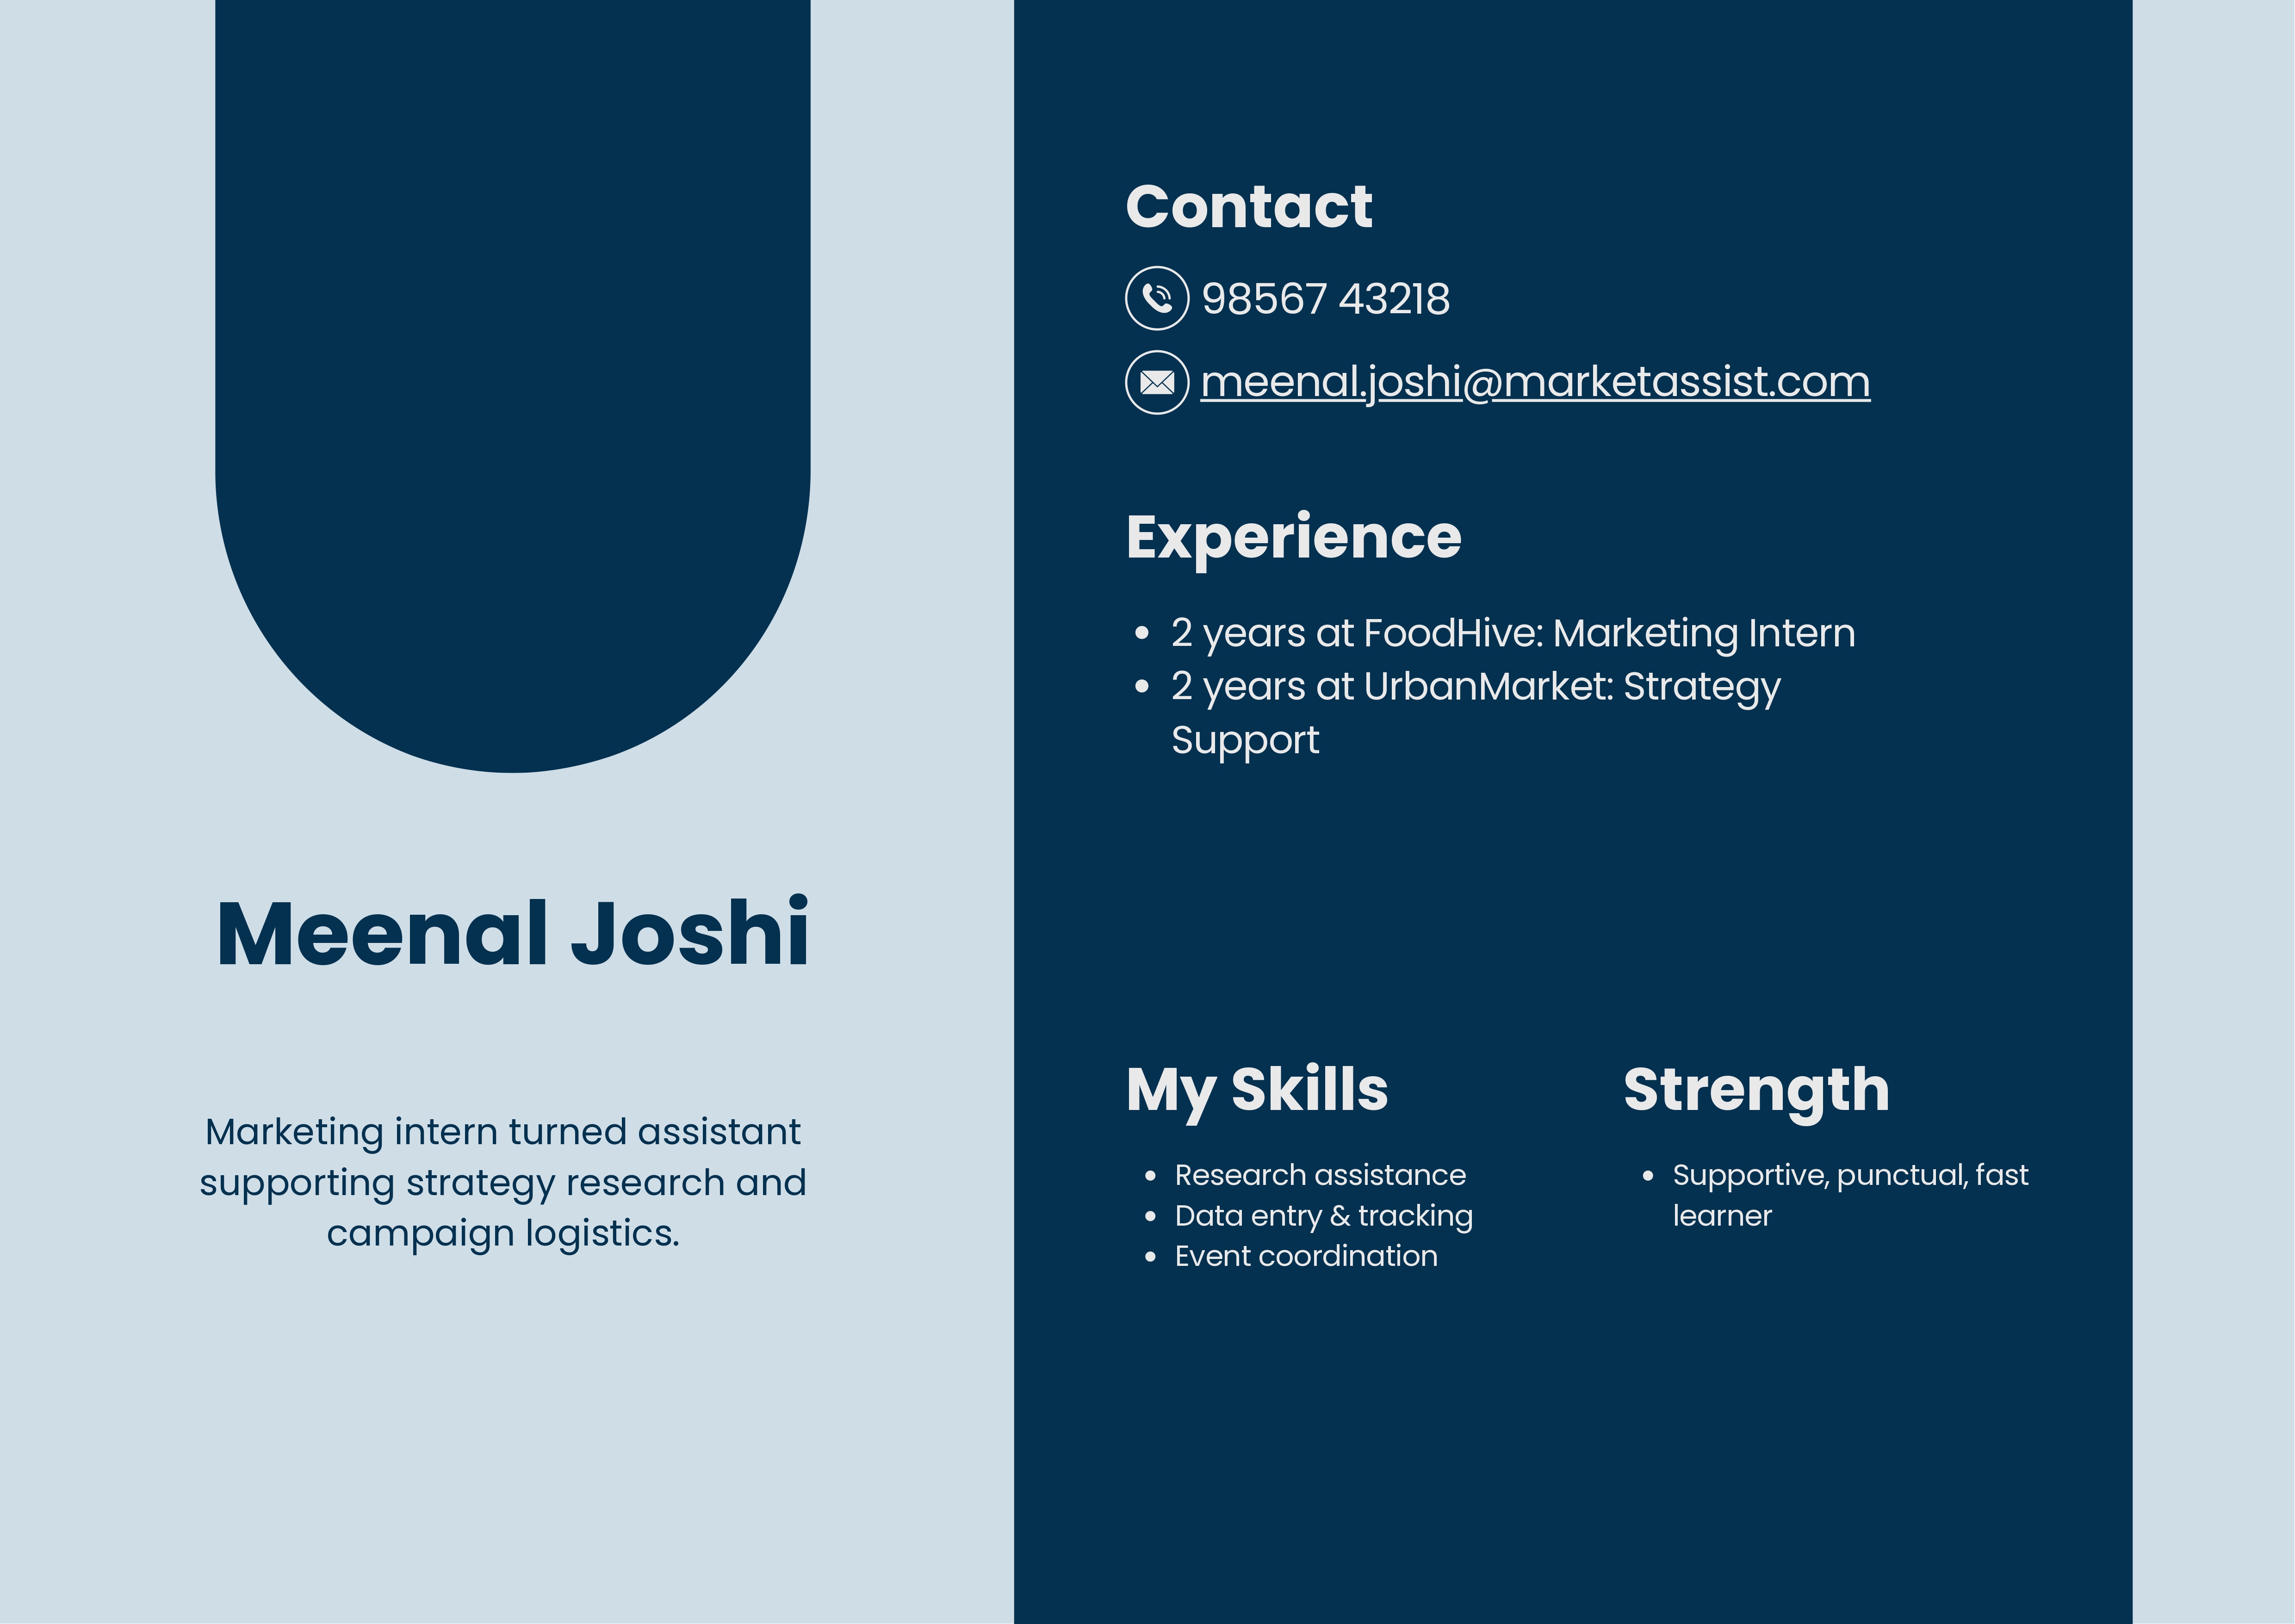 Meenal Joshi
Marketing intern turned assistant
supporting strategy research and
campaign logistics.
Contact
98567 43218
meenal.joshi@marketassist.com
Experience
2 years at FoodHive: Marketing Intern
2 years at UrbanMarket: Strategy
Support
My Skills
Research assistance
Data entry & tracking
Event coordination
Strength
Supportive, punctual, fast
learner